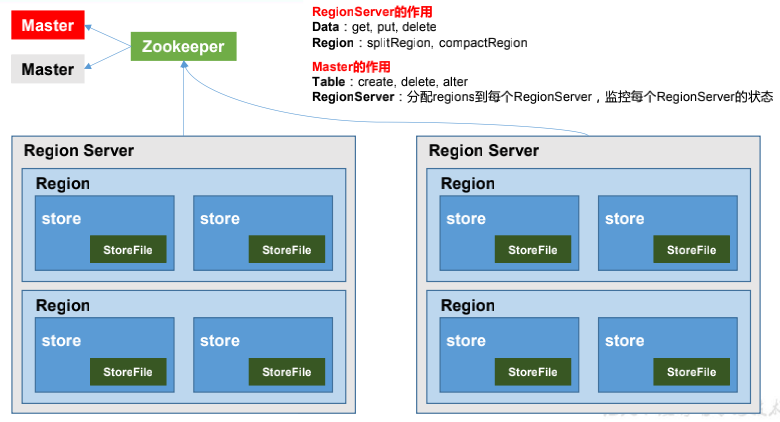 RegionServer的作用
Data：get, put, delete
Region：splitRegion, compactRegion
Master的作用
Table：create, delete, alter
RegionServer：分配regions到每个RegionServer，监控每个RegionServer的状态
Master
Zookeeper
Master
Region Server
Region
store
StoreFile
store
StoreFile
Region
store
StoreFile
store
StoreFile
Region Server
Region
store
StoreFile
store
StoreFile
Region
store
StoreFile
store
StoreFile